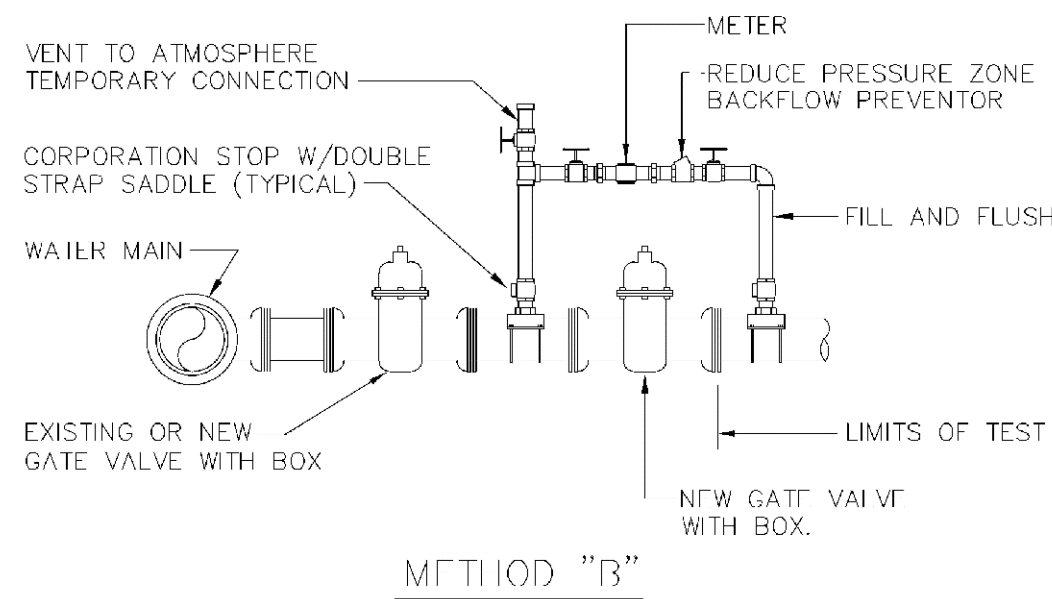 METER
VENT TO ATMOSPHERE
TEMPORARY CONNECTION
REDUCE PRESSURE ZONE
BACKFLOW PREVENTOR
CORPORATION STOP W/DOUBLE
STRAP SADDLE (TYPICAL)
FILL AND FLUSH
WATER MAIN
EXISTING OR NEW
GATE VALVE WITH BOX
LIMITS OF TEST
NEW GATE VALVE
WITH BOX.
METHOD "B"